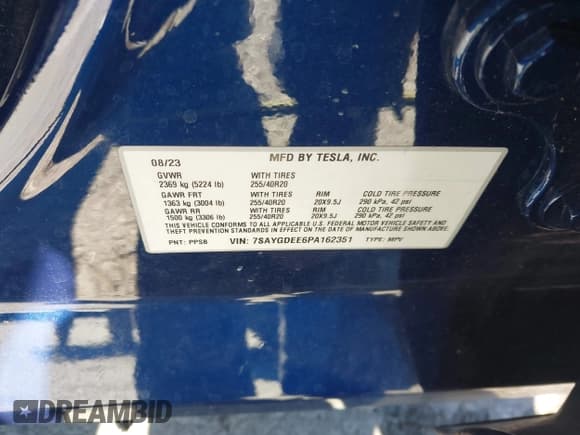 08/23 MFD BY TESLA, INC.
GVWR WITH TIRES
2369 kg (5224 lb) 255/40R20
GAWR FRT WITH TIRES RIM COLD TIRE PRESSURE
1363 kg (3004 lb) 255/40R20 20X9.5J 290 kPa, 42 psi
GAWR RR WITH TIRES RIM COLD TIRE PRESSURE
1500 kg (3306 lb) 255/40R20 20X9.5J 290 kPa, 42 psi
THIS VEHICLE CONFORMS TO ALL APPLICABLE U.S. FEDERAL MOTOR VEHICLE SAFETY AND
THEFT PREVENTION STANDARDS IN EFFECT ON THE DATE OF MANUFACTURE SHOWN ABOVE.
PNT: PPSB VIN: 7SAYGDEE6PA162351 TYPE: MPV
DREAMBID